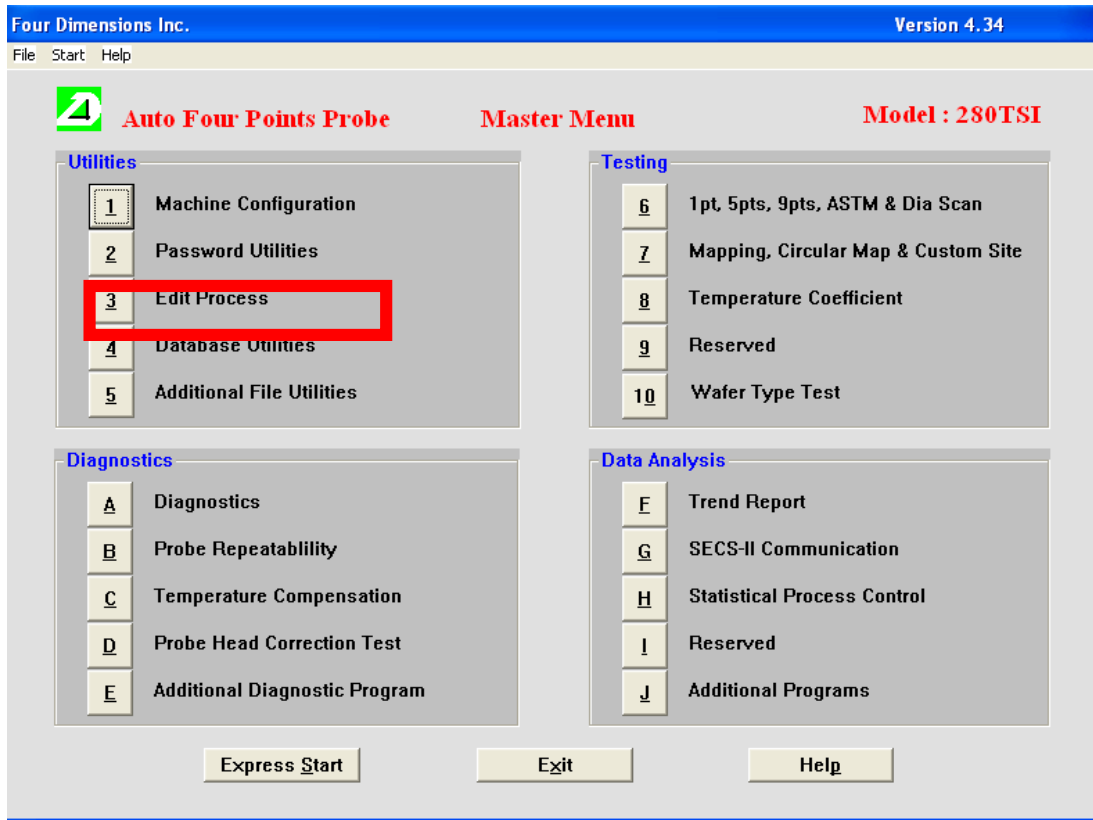 Four Dimensions Inc. Version 4.34
File Start Help
Auto Four Points Probe Master Menu Model : 280TSI
Utilities
1 Machine Configuration
2 Password Utilities
3 Edit Process
4 Database Utilities
5 Additional File Utilities
Testing
6 1pt, 5pts, 9pts, ASTM & Dia Scan
7 Mapping, Circular Map & Custom Site
8 Temperature Coefficient
9 Reserved
10 Wafer Type Test
Diagnostics
A Diagnostics
B Probe Repeatablility
C Temperature Compensation
D Probe Head Correction Test
E Additional Diagnostic Program
Data Analysis
F Trend Report
G SECS-II Communication
H Statistical Process Control
I Reserved
J Additional Programs
Express Start Exit Help